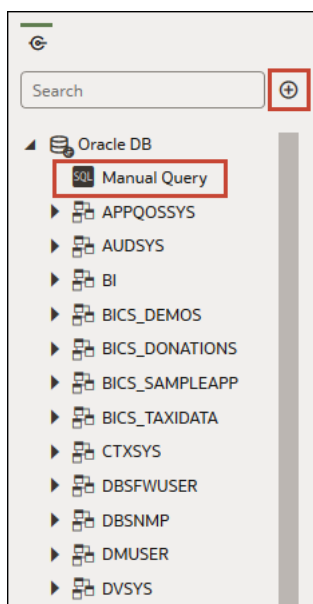 Search
Oracle DB
SQL Manual Query
APPQOSSYS
AUDSYS
BI
BICS_DEMOS
BICS_DONATIONS
BICS_SAMPLEAPP
BICS_TAXIDATA
CTXSYS
DBSFWUSER
DBSNMP
DMUSER
DVSYS